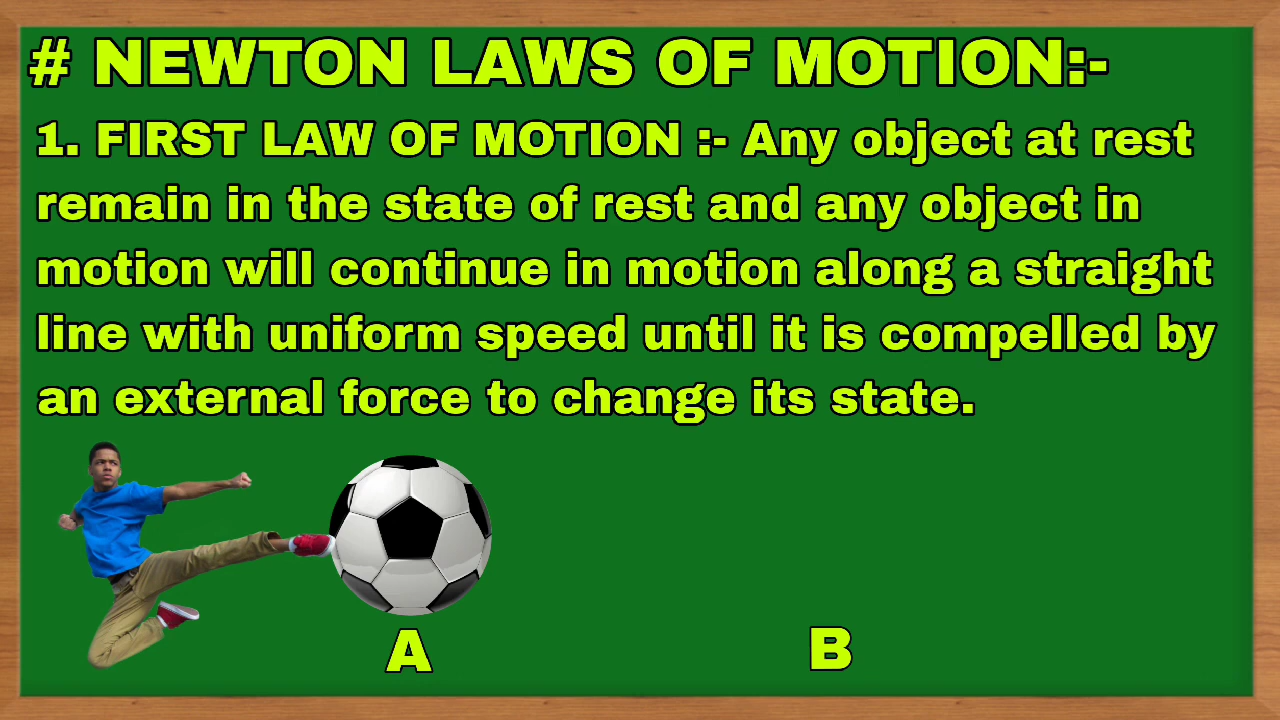 # NEWTON LAWS OF MOTION:-
1. FIRST LAW OF MOTION :- Any object at rest
remain in the state of rest and any object in
motion will continue in motion along a straight
line with uniform speed until it is compelled by
an external force to change its state.
A B